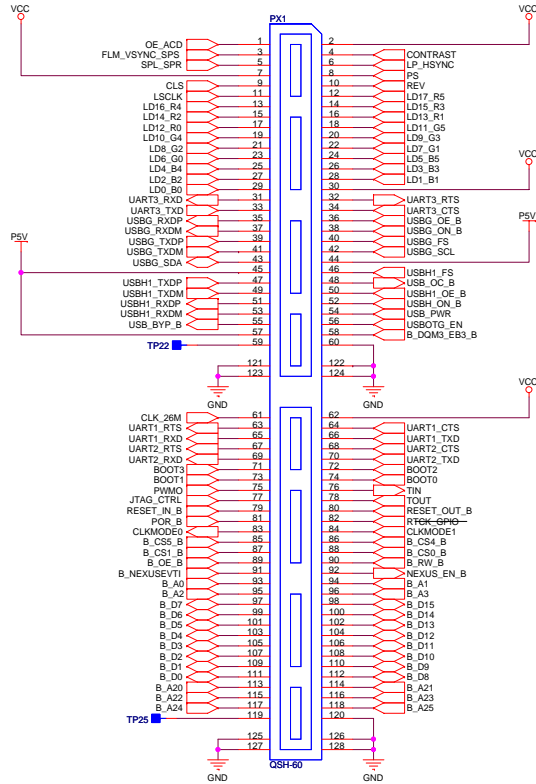 VCC PX1 VCC
OE_ACD 1 2
FLM_VSYNC_SPS 3 4 CONTRAST
SPL_SPR 5 6 LP_HSYNC
7 8 PS
CLS 9 10 REV
LSCLK 11 12 LD17_R5
LD16_R4 13 14 LD15_R3
LD14_R2 15 16 LD13_R1
LD12_R0 17 18 LD11_G5
LD10_G4 19 20 LD9_G3
LD8_G2 21 22 LD7_G1
LD6_G0 23 24 LD5_B5
LD4_B4 25 26 LD3_B3
LD2_B2 27 28 LD1_B1
LD0_B0 29 30 VCC
UART3_RXD 31 32 UART3_RTS
UART3_TXD 33 34 UART3_CTS
USBG_RXDP 35 36 USBG_OE_B
USBG_RXDM 37 38 USBG_ON_B
USBG_TXDP 39 40 USBG_FS
USBG_TXDM 41 42 USBG_SCL
USBG_SDA 43 44 P5V
P5V 45 46 USBH1_FS
USBH1_TXDP 47 48 USB_OC_B
USBH1_TXDM 49 50 USBH1_OE_B
USBH1_RXDP 51 52 USBH_ON_B
USBH1_RXDM 53 54 USB_PWR
USB_BYP_B 55 56 USBOTG_EN
57 58 B_DQM3_EB3_B
TP22 59 60
121 122
123 124
GND GND
VCC
CLK_26M 61 62
UART1_RTS 63 64 UART1_CTS
UART1_RXD 65 66 UART1_TXD
UART2_RTS 67 68 UART2_CTS
UART2_RXD 69 70 UART2_TXD
BOOT3 71 72 BOOT2
BOOT1 73 74 BOOT0
PWMO 75 76 TIN
JTAG_CTRL 77 78 TOUT
RESET_IN_B 79 80 RESET_OUT_B
POR_B 81 82 RTCK_GPIO
CLKMODE0 83 84 CLKMODE1
B_CS5_B 85 86 B_CS4_B
B_CS1_B 87 88 B_CS0_B
B_OE_B 89 90 B_RW_B
B_NEXUSEVTI 91 92 NEXUS_EN_B
B_A0 93 94 B_A1
B_A2 95 96 B_A3
B_D7 97 98 B_D15
B_D6 99 100 B_D14
B_D5 101 102 B_D13
B_D4 103 104 B_D12
B_D3 105 106 B_D11
B_D2 107 108 B_D10
B_D1 109 110 B_D9
B_D0 111 112 B_D8
B_A20 113 114 B_A21
B_A22 115 116 B_A23
B_A24 117 118 B_A25
TP25 119 120
125 126
127 128
GND QSH-60 GND